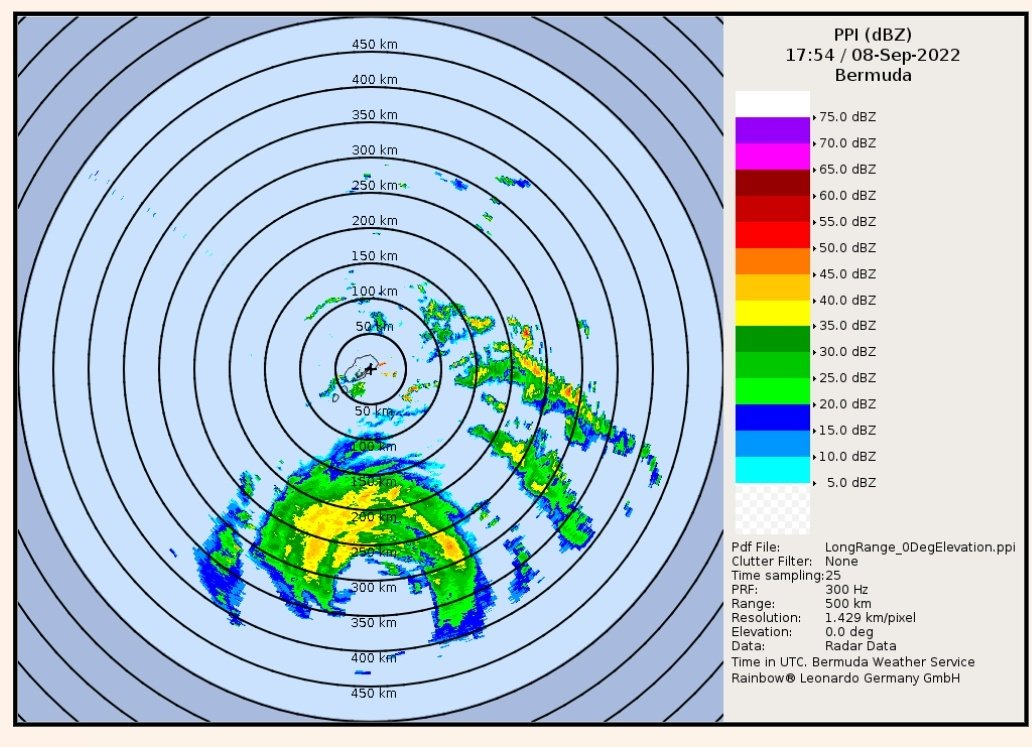 PPI (dBZ)
17:54 / 08-Sep-2022
Bermuda
75.0 dBZ
70.0 dBZ
65.0 dBZ
60.0 dBZ
55.0 dBZ
50.0 dBZ
45.0 dBZ
40.0 dBZ
35.0 dBZ
30.0 dBZ
25.0 dBZ
20.0 dBZ
15.0 dBZ
10.0 dBZ
5.0 dBZ
Pdf File: LongRange_0DegElevation.ppi
Clutter Filter: None
Time sampling:25
PRF: 300 Hz
Range: 500 km
Resolution: 1.429 km/pixel
Elevation: 0.0 deg
Data: Radar Data
Time in UTC. Bermuda Weather Service
Rainbow® Leonardo Germany GmbH
450 km
400 km
350 km
300 km
250 km
200 km
150 km
100 km
50 km
50 km
100 km
150 km
200 km
250 km
300 km
350 km
400 km
450 km